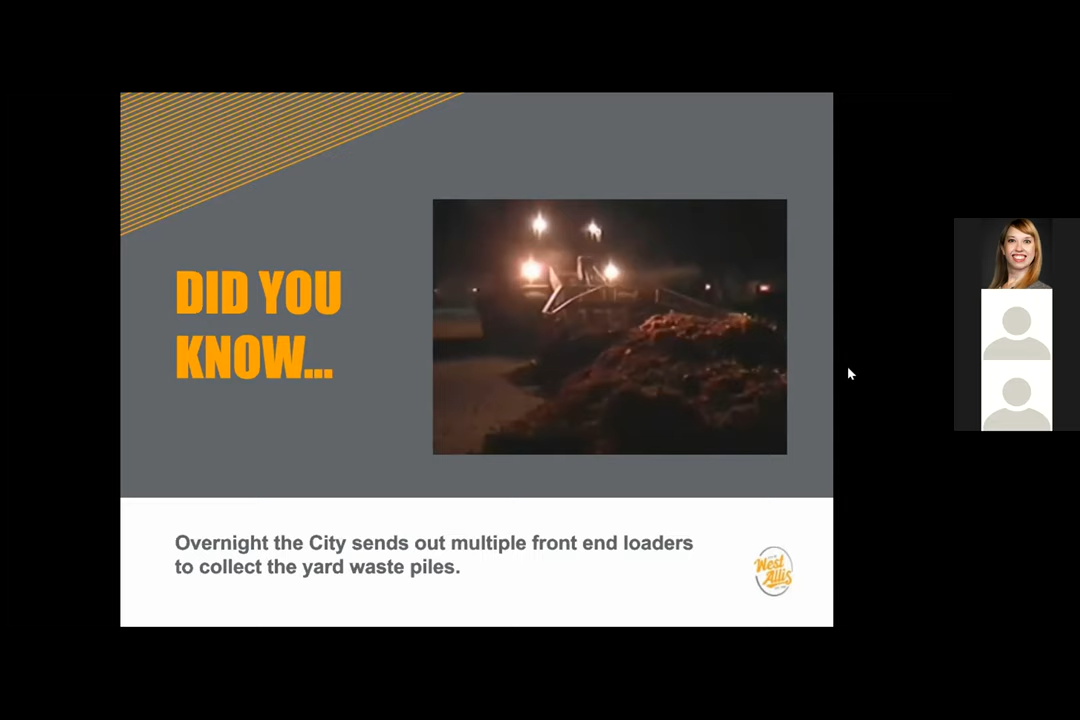 DID YOU
KNOW...
Overnight the City sends out multiple front end loaders
to collect the yard waste piles.
West
Allis